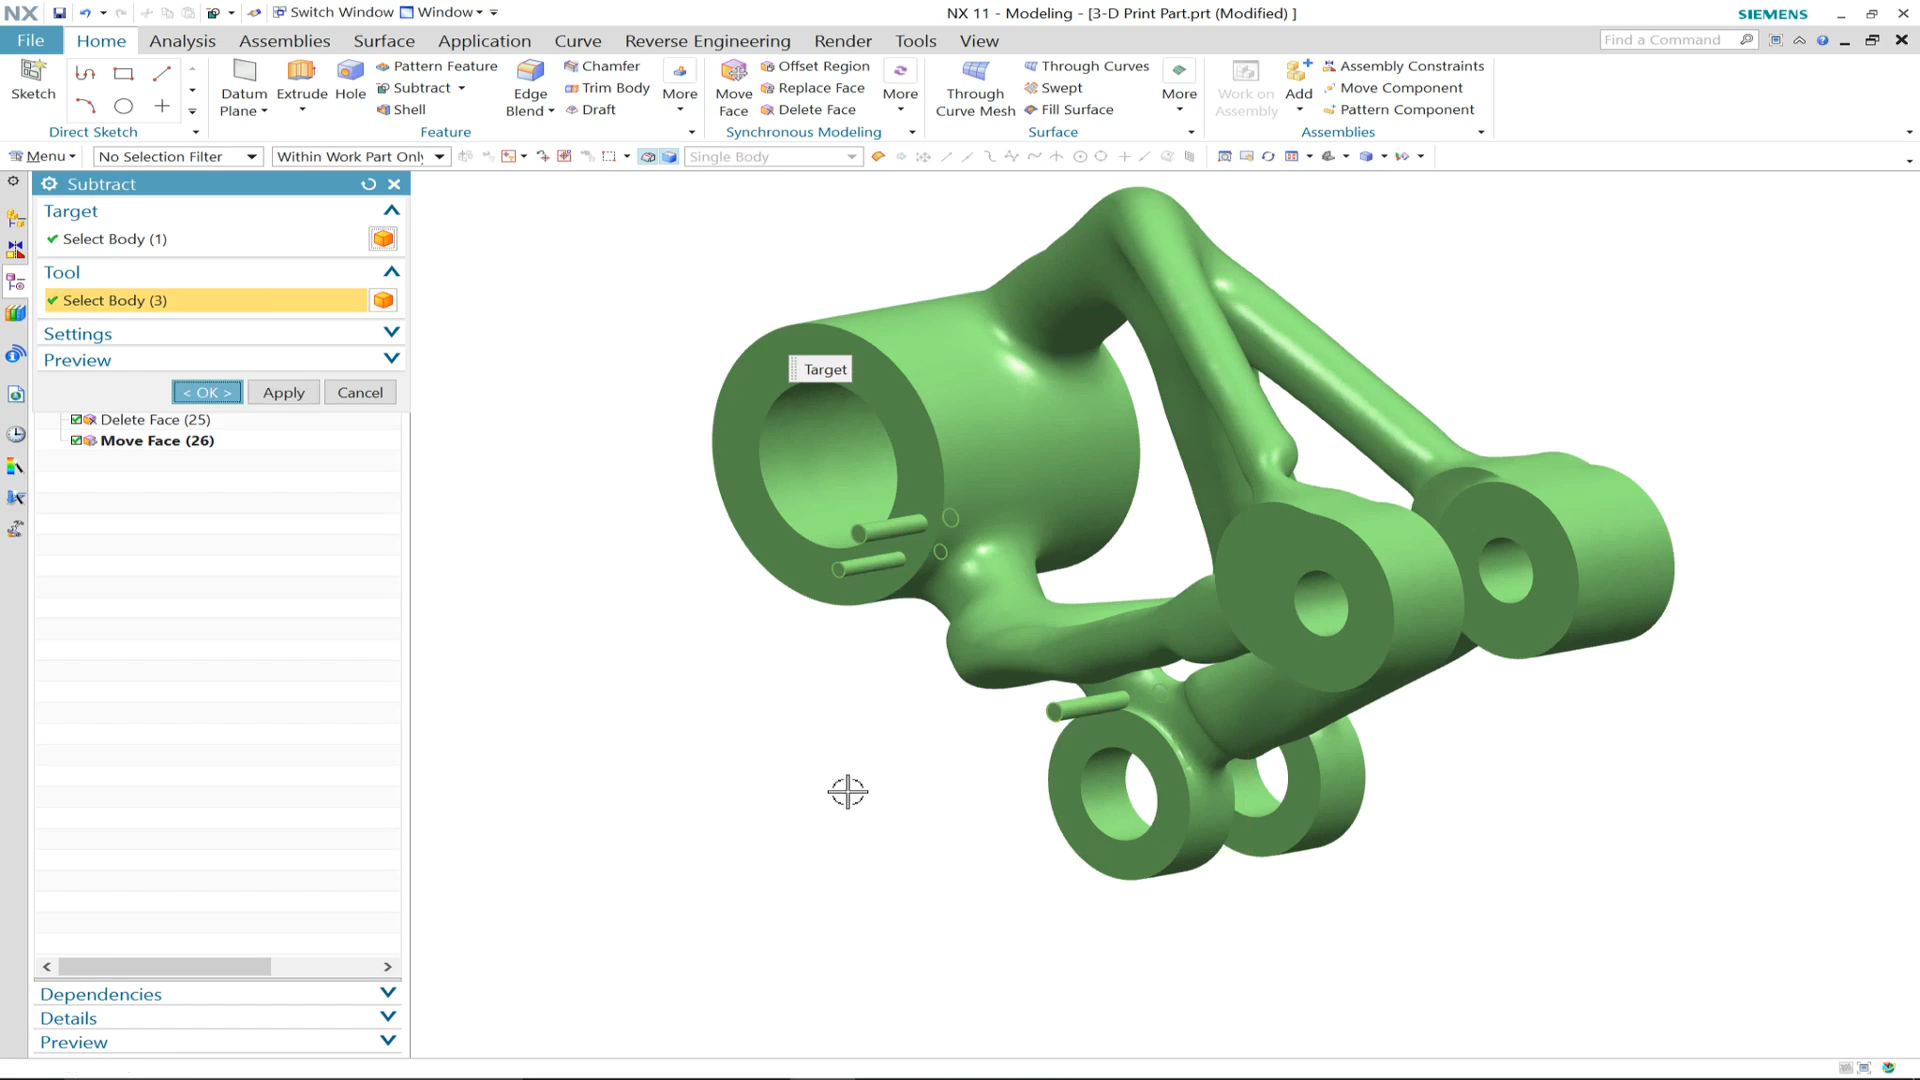 NX Switch Window Window NX 11 - Modeling - [3-D Print Part.prt (Modified) ] SIEMENS
File Home Analysis Assemblies Surface Application Curve Reverse Engineering Render Tools View Find a Command
Sketch
Direct Sketch
Datum Plane
Extrude
Hole
Pattern Feature
Subtract
Shell
Edge Blend
Chamfer
Trim Body
Draft
More
Feature
Move Face
Offset Region
Replace Face
Delete Face
More
Synchronous Modeling
Through Curve Mesh
Through Curves
Swept
Fill Surface
More
Surface
Work on Assembly
Add
Assembly Constraints
Move Component
Pattern Component
Assemblies
Menu No Selection Filter Within Work Part Only Single Body
Subtract
Target
Select Body (1)
Tool
Select Body (3)
Settings
Preview
< OK > Apply Cancel
Delete Face (25)
Move Face (26)
Dependencies
Details
Preview
Target